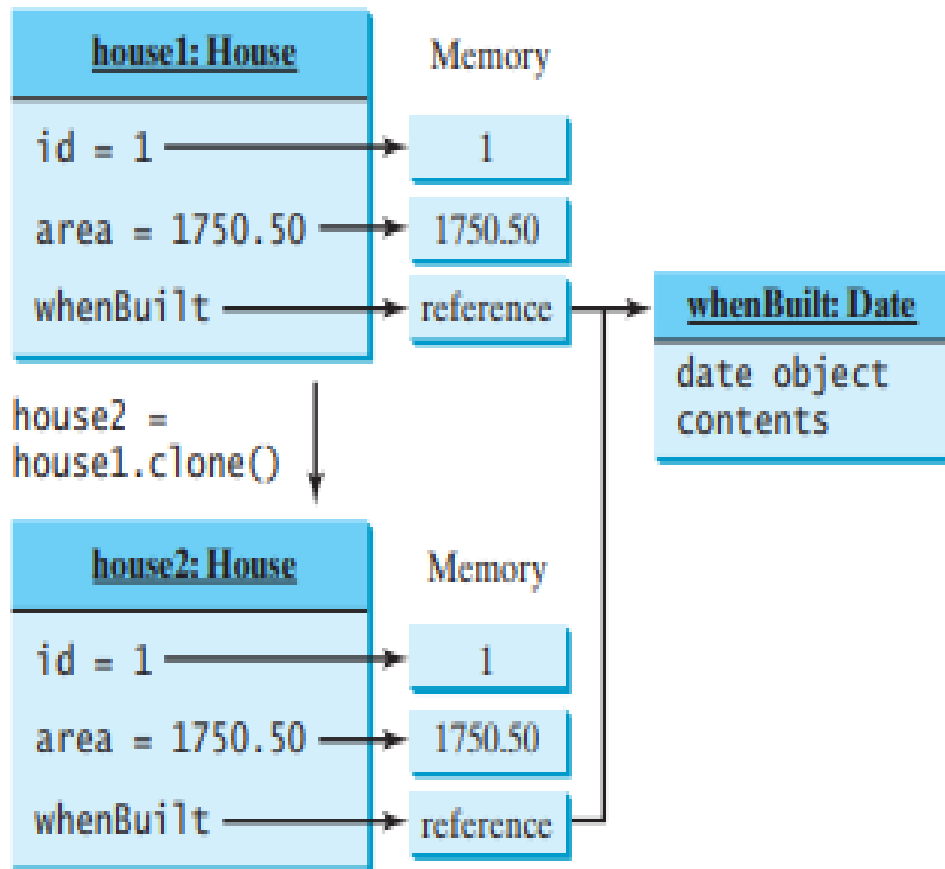 house1: House
Memory
id = 1
1
area = 1750.50
1750.50
whenBuilt
reference
whenBuilt: Date
date object
contents
house2 =
house1.clone()
house2: House
Memory
id = 1
1
area = 1750.50
1750.50
whenBuilt
reference